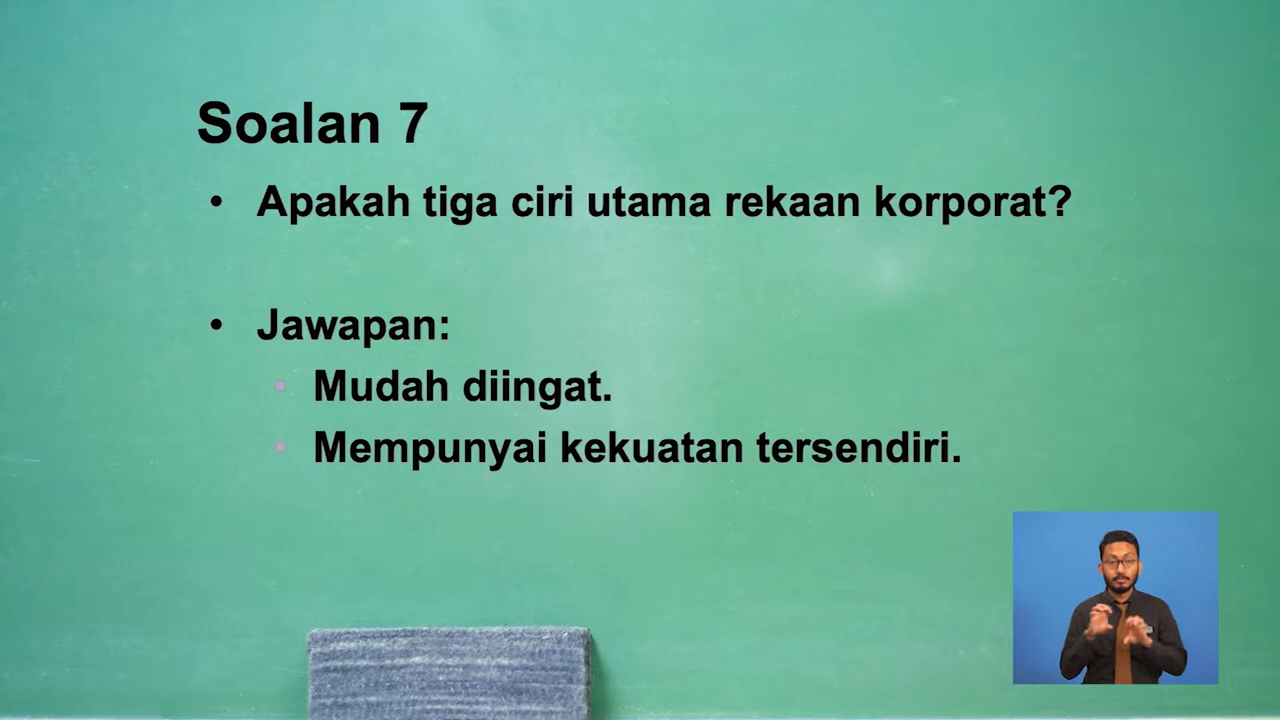 Soalan 7
• Apakah tiga ciri utama rekaan korporat?
• Jawapan:
• Mudah diingat.
• Mempunyai kekuatan tersendiri.